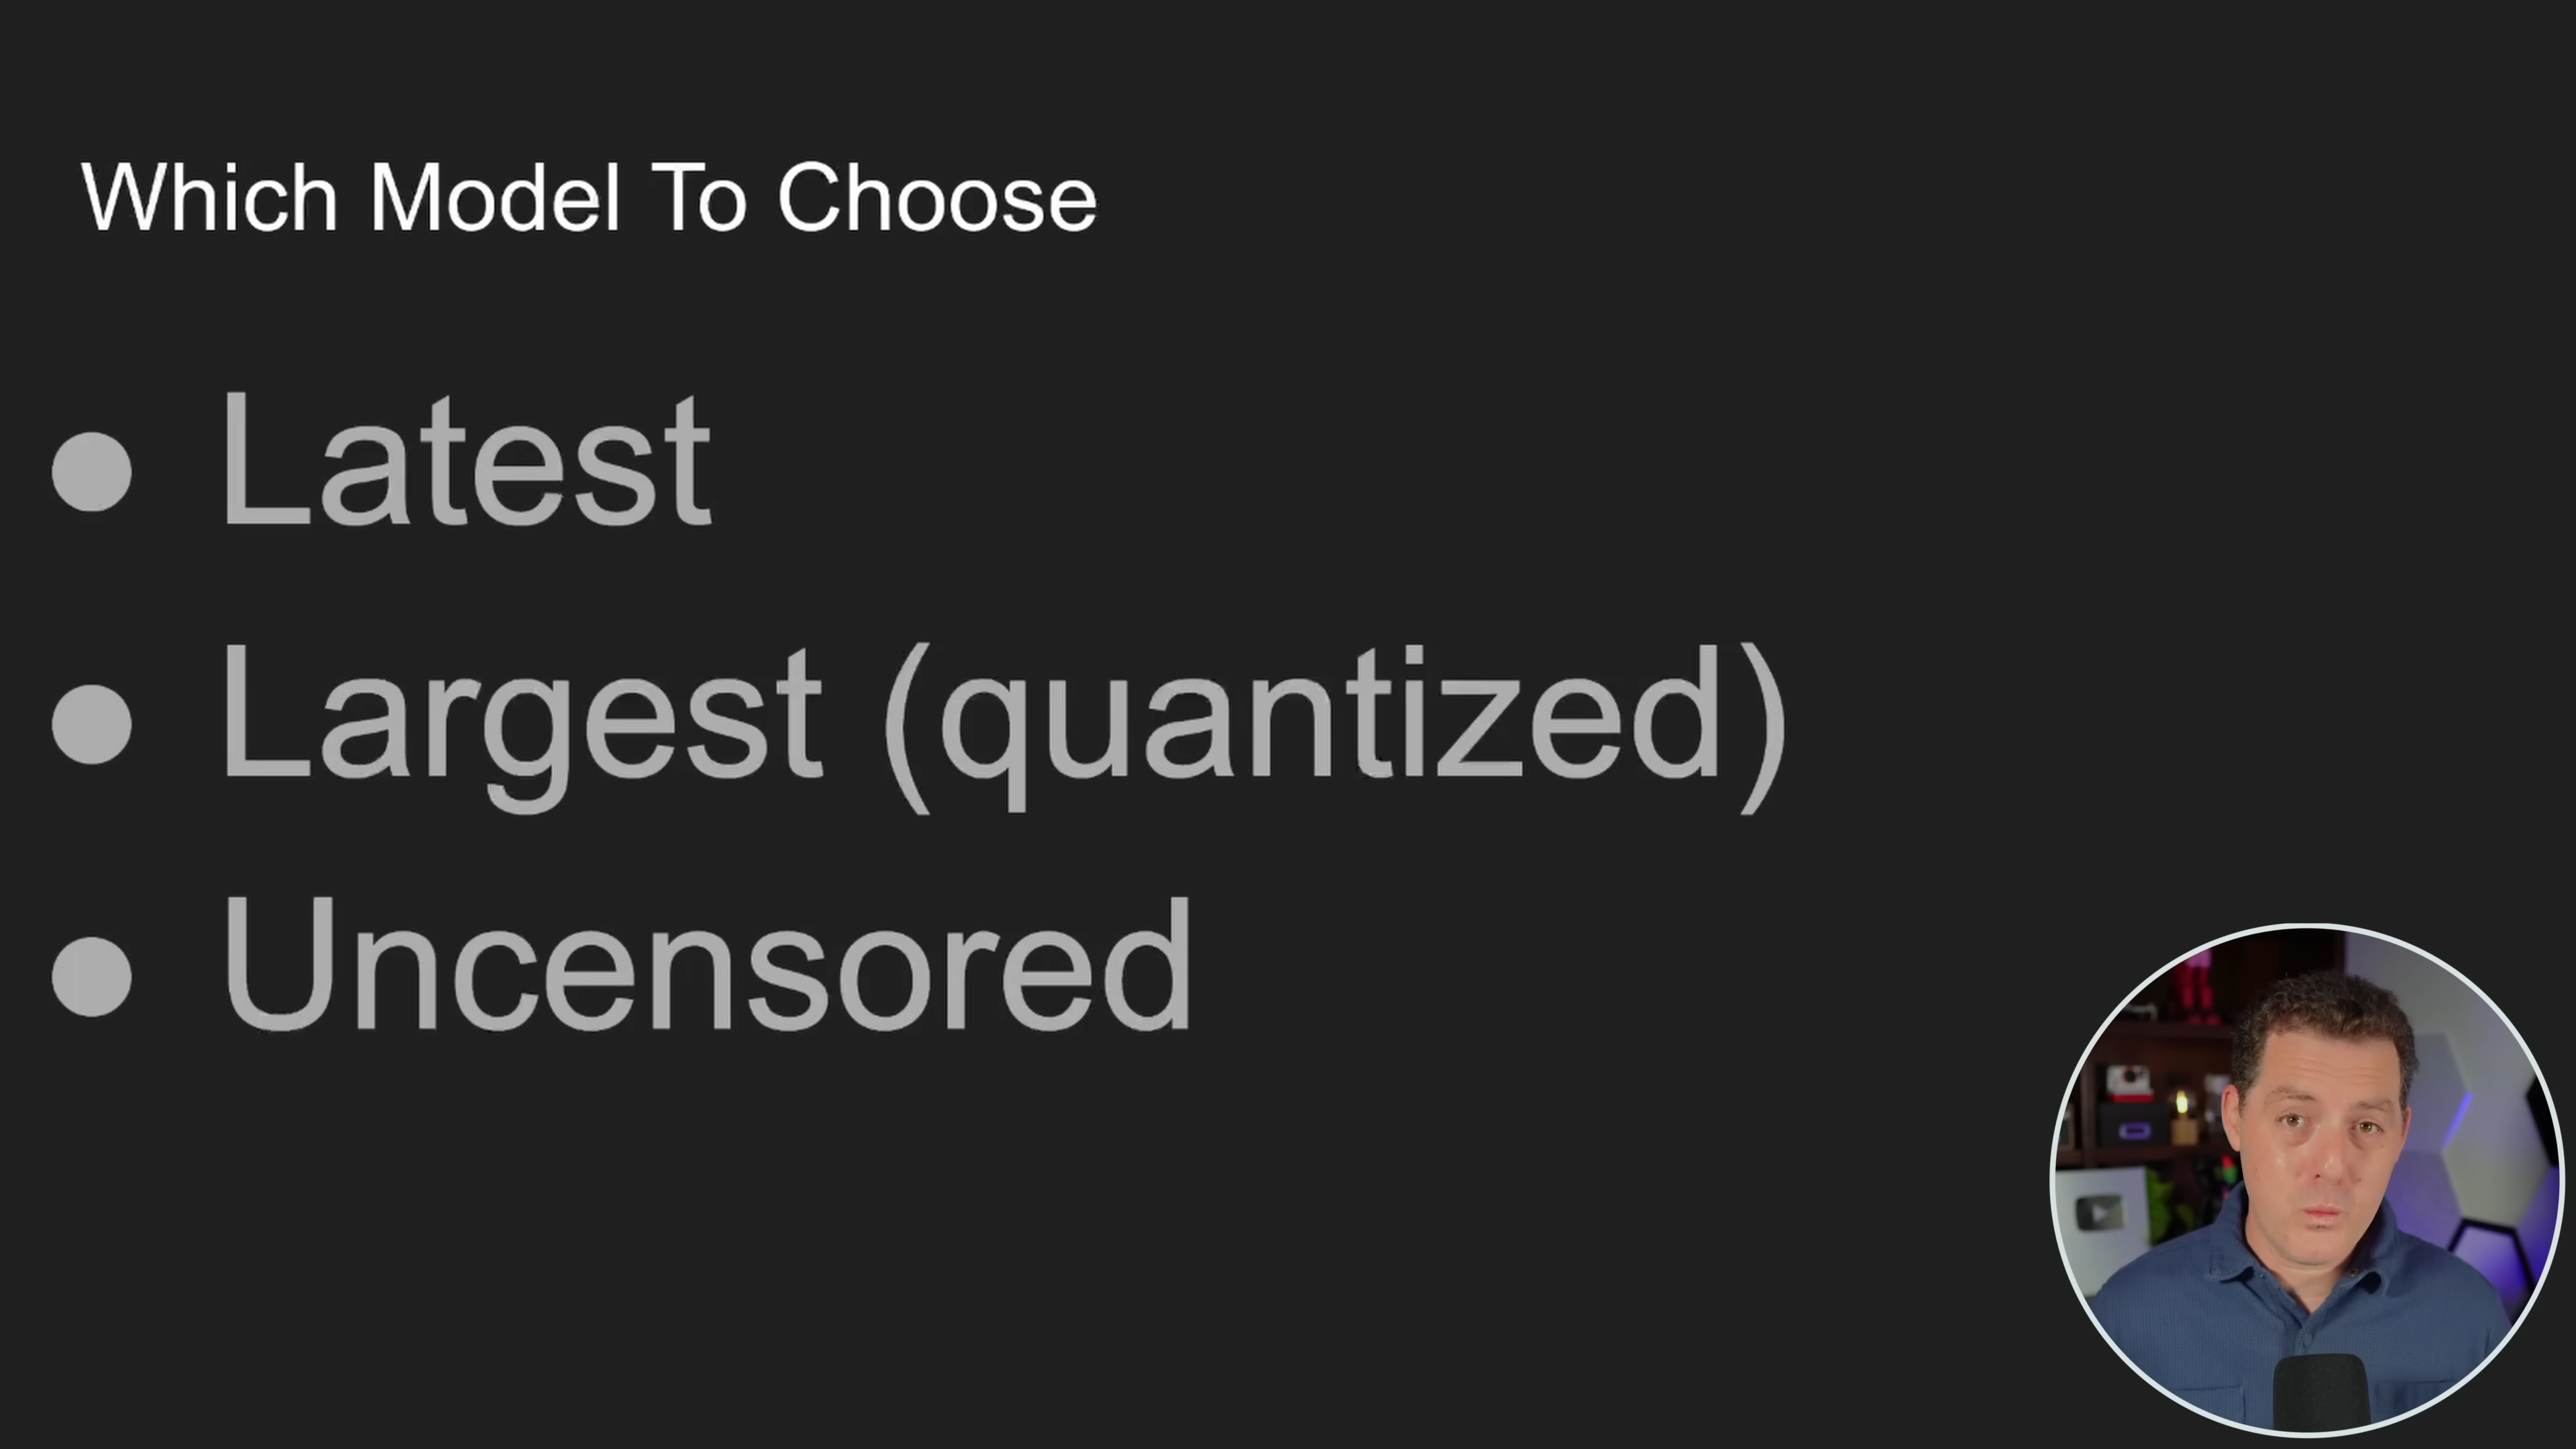 Which Model To Choose
● Latest
● Largest (quantized)
● Uncensored